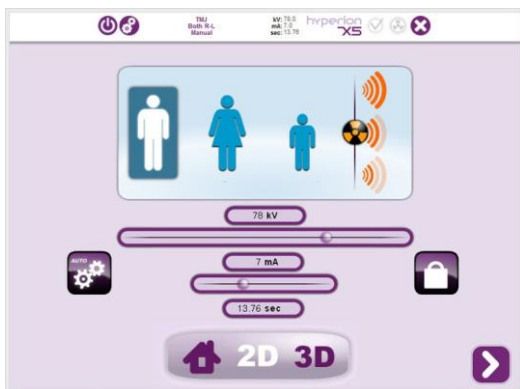 TMJ
Both R-L
Manual
kV: 78.0
mA: 7.0
sec: 13.76
hyperion
X5
78 kV
7 mA
AUTO
13.76 sec
2D 3D